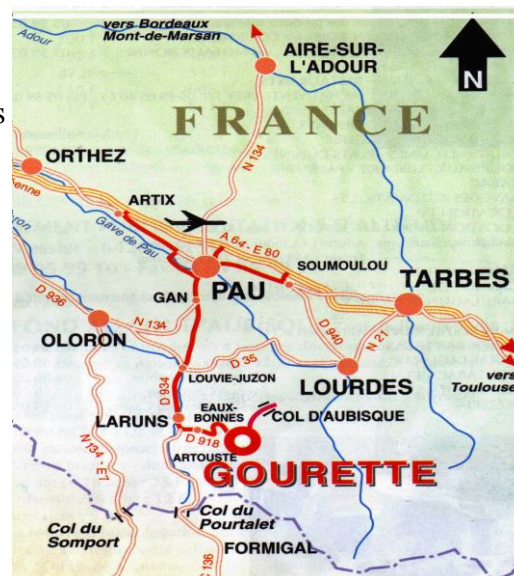 vers Bordeaux
Mont-de-Marsan
Adour
AIRE-SUR-
L'ADOUR
N
s
FRANCE
ORTHEZ
N 134
ARTIX
Gave de Pau
A 64 - E 80
SOUMOULOU
PAU
TARBES
GAN
D 936
N 134
D 940
N 21
OLORON
D 35
vers
Toulouse
LOUVIE-JUZON
LOURDES
D 934
EAUX-
BONNES
COL D'AUBISQUE
LARUNS
D 918
ARTOUSTE
GOURETTE
N134 - E7
Col du
Somport
Col du
Pourtalet
FORMIGAL
C 136